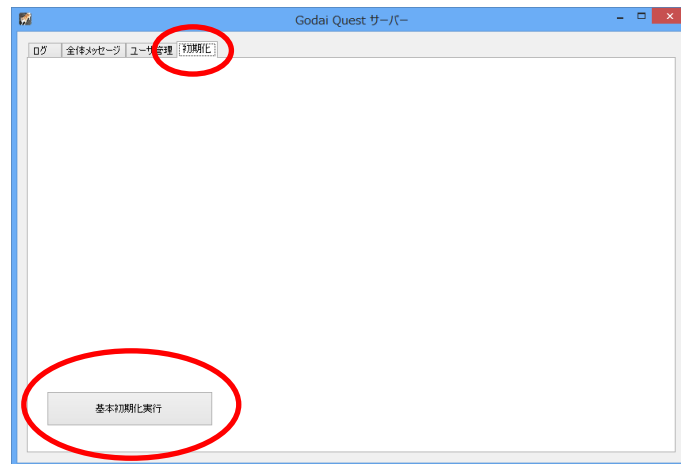 Godai Quest サーバー
ログ 全体メッセージ ユーザ管理 初期化
基本初期化実行